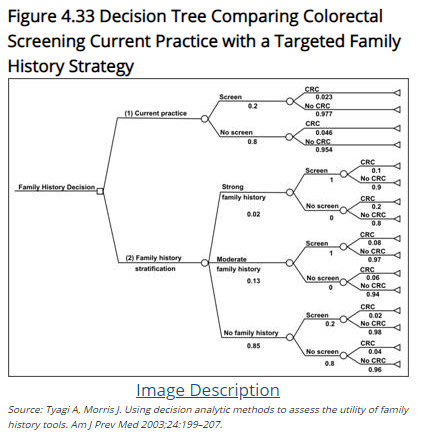 Figure 4.33 Decision Tree Comparing Colorectal
Screening Current Practice with a Targeted Family
History Strategy
Family History Decision
(1) Current practice
Screen
0.2
CRC
0.023
No CRC
0.977
No screen
0.8
CRC
0.046
No CRC
0.954
(2) Family history
stratification
Strong
family history
0.02
Screen
1
CRC
0.1
No CRC
0.9
No screen
0
CRC
0.2
No CRC
0.8
Moderate
family history
0.13
Screen
1
CRC
0.08
No CRC
0.97
No screen
0
CRC
0.06
No CRC
0.94
No family history
0.85
Screen
0.2
CRC
0.02
No CRC
0.98
No screen
0.8
CRC
0.04
No CRC
0.96
Image Description
Source: Tyagi A, Morris J. Using decision analytic methods to assess the utility of family
history tools. Am J Prev Med 2003;24:199–207.